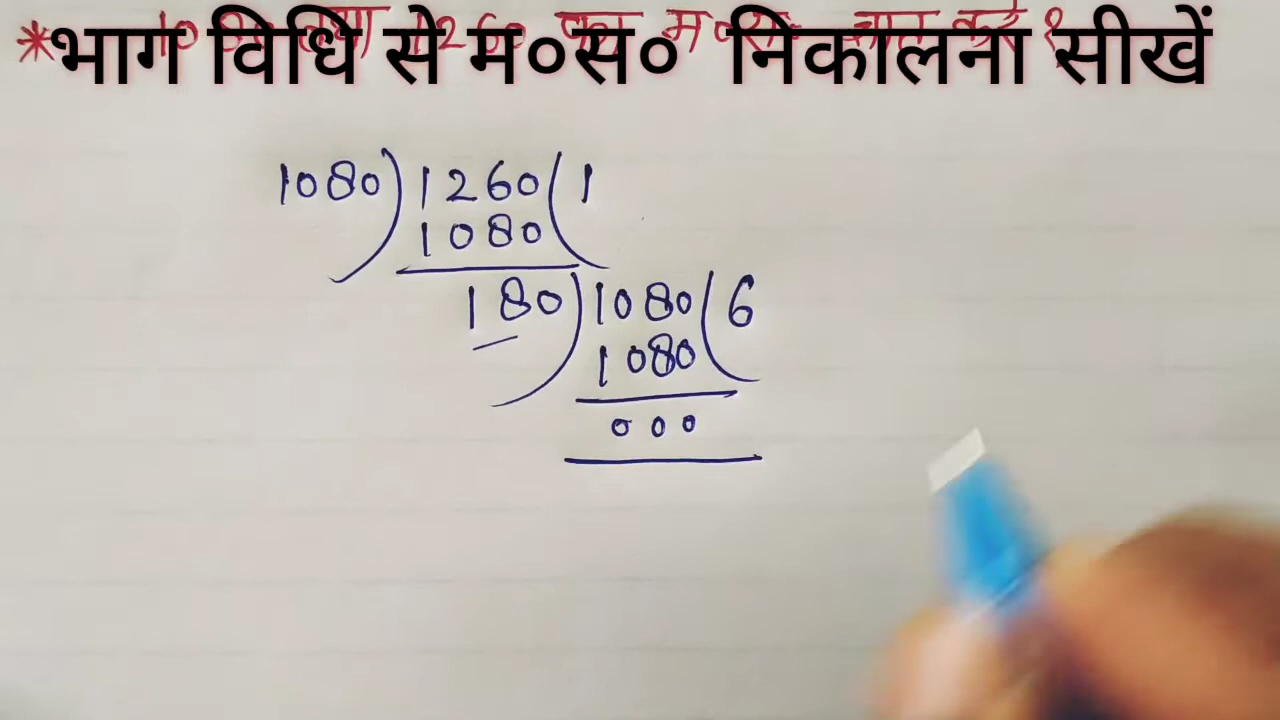 भाग विधि से म०स० निकालना सीखें
1080 ) 1260 ( 1
1080
180 ) 1080 ( 6
1080
000